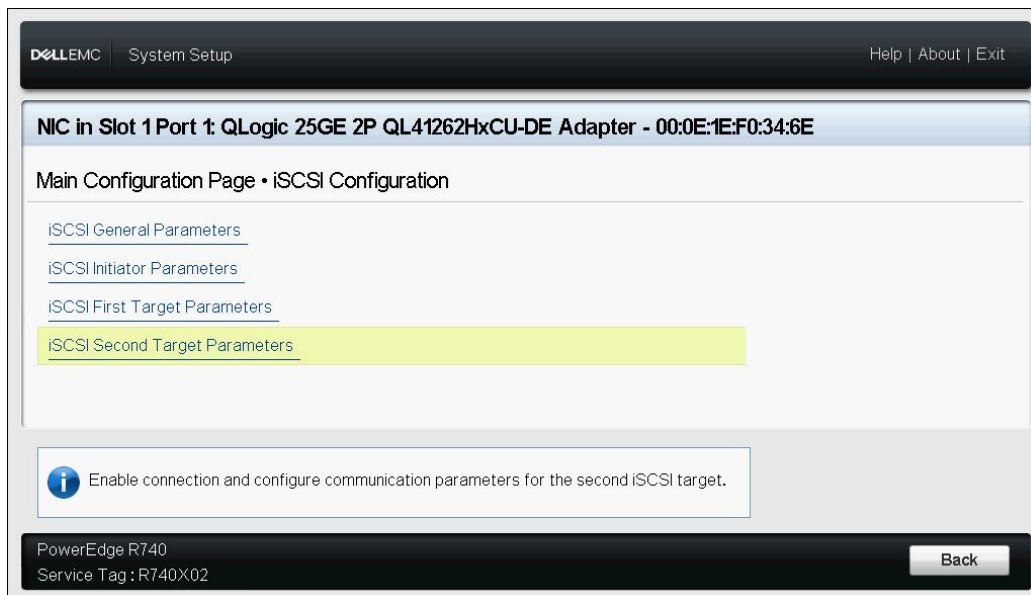 DELLEMC System Setup Help | About | Exit
NIC in Slot 1 Port 1: QLogic 25GE 2P QL41262HxCU-DE Adapter - 00:0E:1E:F0:34:6E
Main Configuration Page • iSCSI Configuration
iSCSI General Parameters
iSCSI Initiator Parameters
iSCSI First Target Parameters
iSCSI Second Target Parameters
Enable connection and configure communication parameters for the second iSCSI target.
PowerEdge R740
Service Tag : R740X02
Back